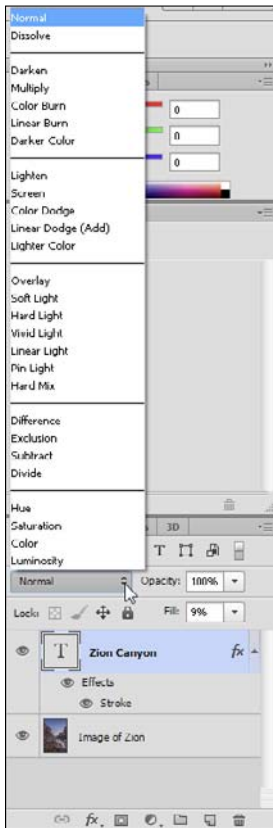 Normal
Dissolve
Darken
Multiply
Color Burn
Linear Burn
Darker Color
Lighten
Screen
Color Dodge
Linear Dodge (Add)
Lighter Color
Overlay
Soft Light
Hard Light
Vivid Light
Linear Light
Pin Light
Hard Mix
Difference
Exclusion
Subtract
Divide
Hue
Saturation
Color
Luminosity
0
0
0
3D
T
Normal Opacity: 100%
Lock: Fill: 9%
T Zion Canyon fx
Effects
Stroke
Image of Zion
fx